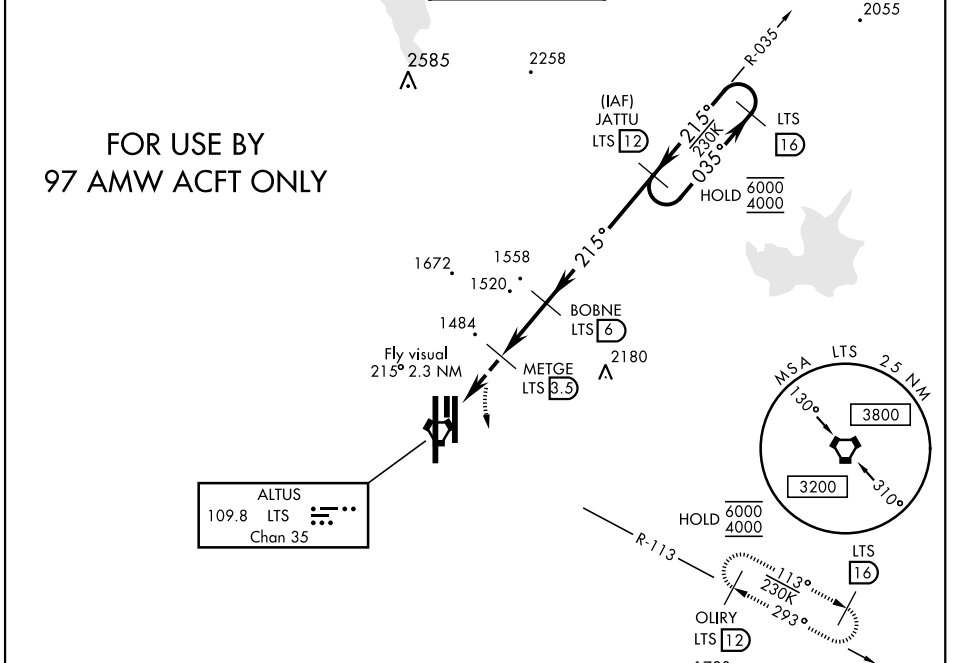 2055
2585
2258
R-035
(IAF)
JATTU
LTS 12
215°
230K
035°
LTS
16
FOR USE BY
97 AMW ACFT ONLY
HOLD 6000
4000
215°
1672
1558
1520
BOBNE
LTS 6
1484
Fly visual
215° 2.3 NM
METGE
LTS 3.5
2180
MSA LTS 25 NM
130°
3800
3200
310°
ALTUS
109.8 LTS
Chan 35
HOLD 6000
4000
R-113
LTS
16
113°
230K
293°
OLIRY
LTS 12